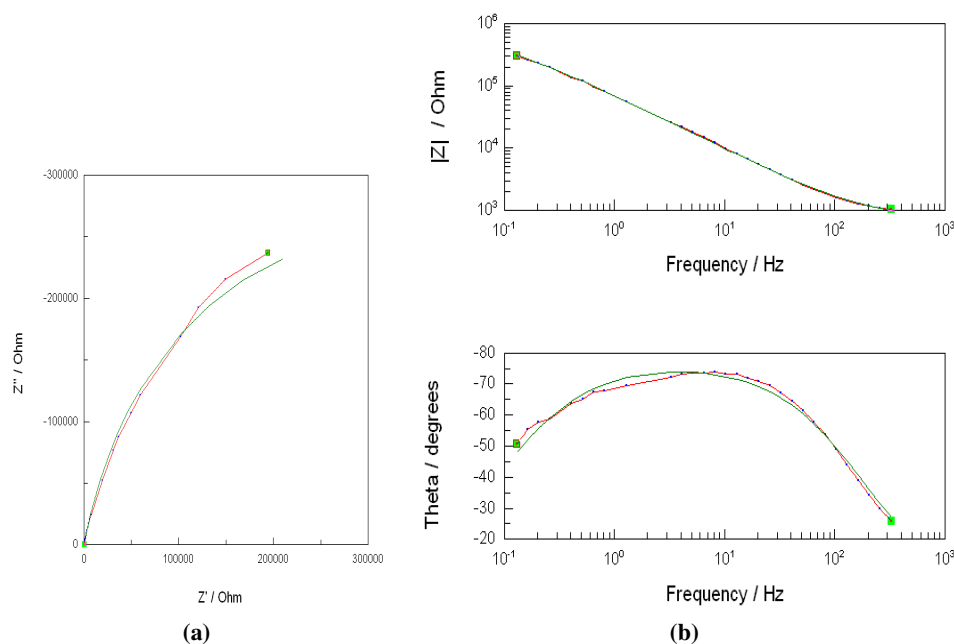 -300000
-200000
-100000
0
0 100000 200000 300000
Z'' / Ohm
Z' / Ohm
(a)
10^6
10^5
10^4
10^3
10^-1 10^0 10^1 10^2 10^3
|Z| / Ohm
Frequency / Hz
-80
-70
-60
-50
-40
-30
-20
10^-1 10^0 10^1 10^2 10^3
Theta / degrees
Frequency / Hz
(b)